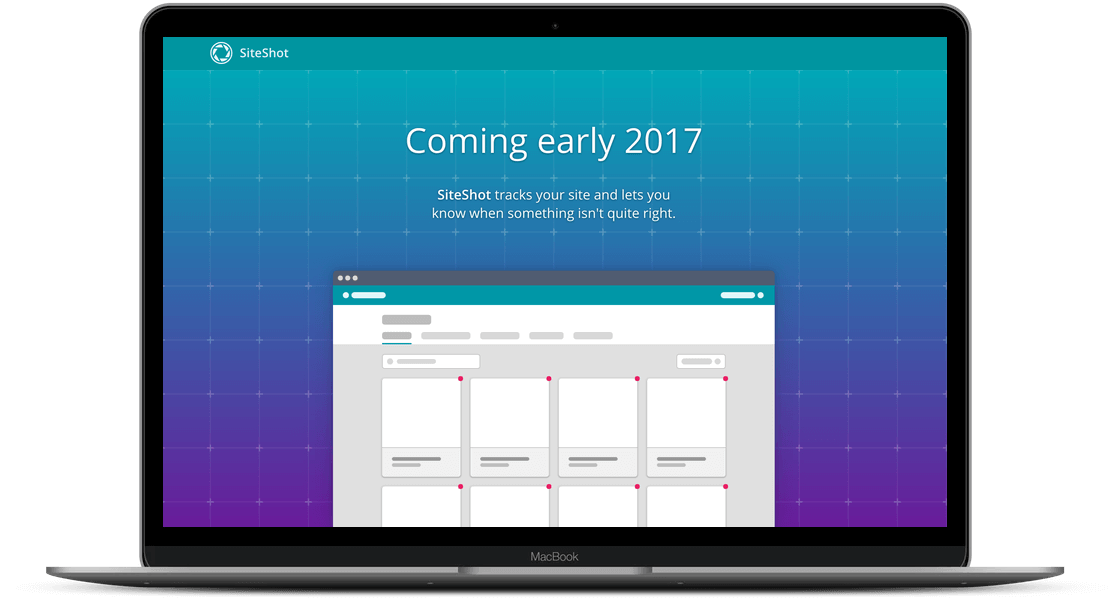 SiteShot
Coming early 2017
SiteShot tracks your site and lets you
know when something isn't quite right.
MacBook